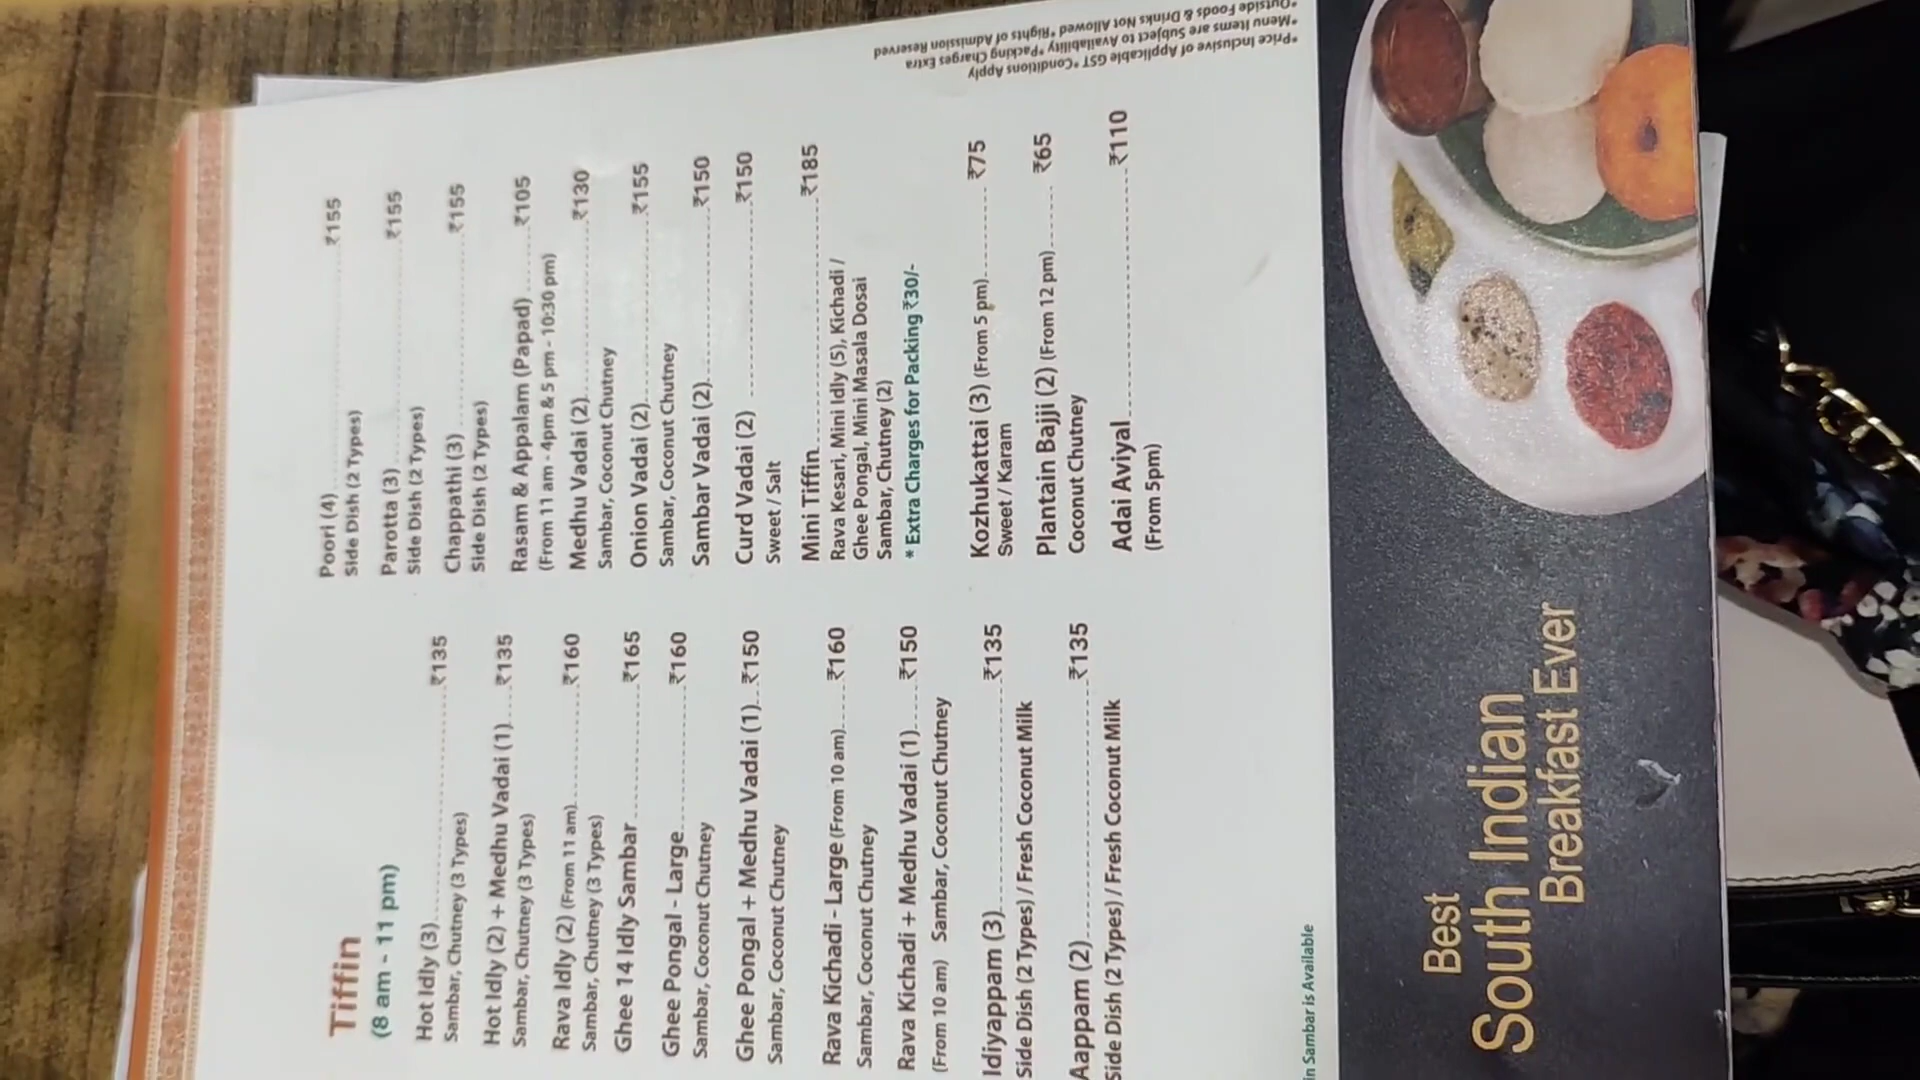 Tiffin
(8 am - 11 pm)
Hot Idly (3) ₹135
Sambar, Chutney (3 Types)
Hot Idly (2) + Medhu Vadai (1) ₹135
Sambar, Chutney (3 Types)
Rava Idly (2) (From 11 am) ₹160
Sambar, Chutney (3 Types)
Ghee 14 Idly Sambar ₹165
Ghee Pongal - Large ₹160
Sambar, Coconut Chutney
Ghee Pongal + Medhu Vadai (1) ₹150
Sambar, Coconut Chutney
Rava Kichadi - Large (From 10 am) ₹160
Sambar, Coconut Chutney
Rava Kichadi + Medhu Vadai (1) ₹150
(From 10 am) Sambar, Coconut Chutney
Idiyappam (3) ₹135
Side Dish (2 Types) / Fresh Coconut Milk
Aappam (2) ₹135
Side Dish (2 Types) / Fresh Coconut Milk
Poori (4) ₹155
Side Dish (2 Types)
Parotta (3) ₹155
Side Dish (2 Types)
Chappathi (3) ₹155
Side Dish (2 Types)
Rasam & Appalam (Papad) ₹105
(From 11 am - 4pm & 5 pm - 10:30 pm)
Medhu Vadai (2) ₹130
Sambar, Coconut Chutney
Onion Vadai (2) ₹155
Sambar, Coconut Chutney
Sambar Vadai (2) ₹150
Curd Vadai (2) ₹150
Sweet / Salt
Mini Tiffin ₹185
Rava Kesari, Mini Idly (5), Kichadi /
Ghee Pongal, Mini Masala Dosai
Sambar, Chutney (2)
* Extra Charges for Packing ₹30/-
Kozhukattai (3) (From 5 pm) ₹75
Sweet / Karam
Plantain Bajji (2) (From 12 pm) ₹65
Coconut Chutney
Adai Aviyal ₹110
(From 5pm)
in Sambar is Available
*Price Inclusive of Applicable GST *Conditions Apply
*Menu Items are Subject to Availability *Packing Charges Extra
*Outside Foods & Drinks Not Allowed *Rights of Admission Reserved
Best
South Indian
Breakfast Ever